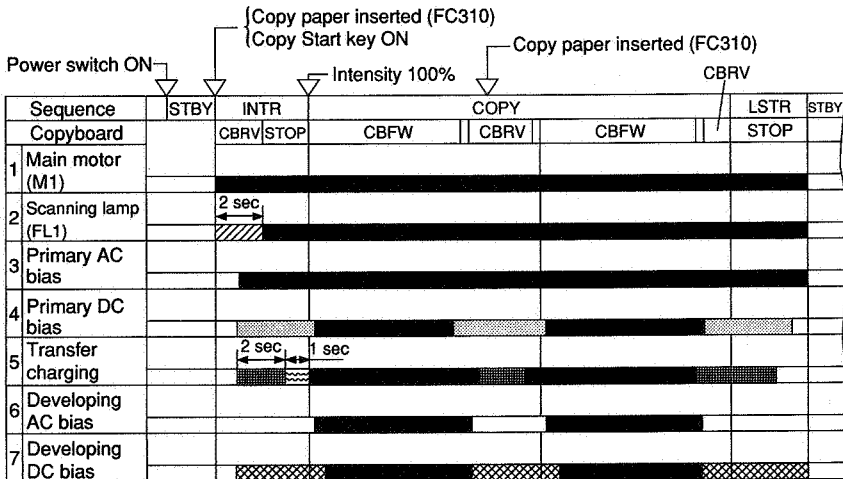 Copy paper inserted (FC310)
Copy Start key ON
Copy paper inserted (FC310)
Power switch ON
Intensity 100%
CBRV
Sequence STBY INTR COPY LSTR STBY
Copyboard CBRV STOP CBFW CBRV CBFW STOP
1 Main motor
(M1)
2 sec
2 Scanning lamp
(FL1)
3 Primary AC
bias
4 Primary DC
bias
2 sec 1 sec
5 Transfer
charging
6 Developing
AC bias
7 Developing
DC bias